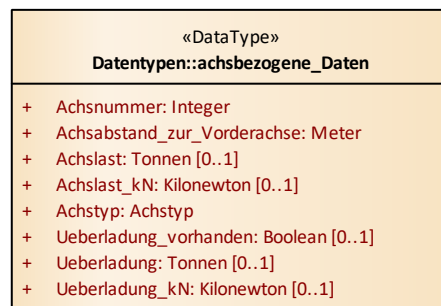 «DataType»
Datentypen::achsbezogene_Daten
+ Achsnummer: Integer
+ Achsabstand_zur_Vorderachse: Meter
+ Achslast: Tonnen [0..1]
+ Achslast_kN: Kilonewton [0..1]
+ Achstyp: Achstyp
+ Ueberladung_vorhanden: Boolean [0..1]
+ Ueberladung: Tonnen [0..1]
+ Ueberladung_kN: Kilonewton [0..1]